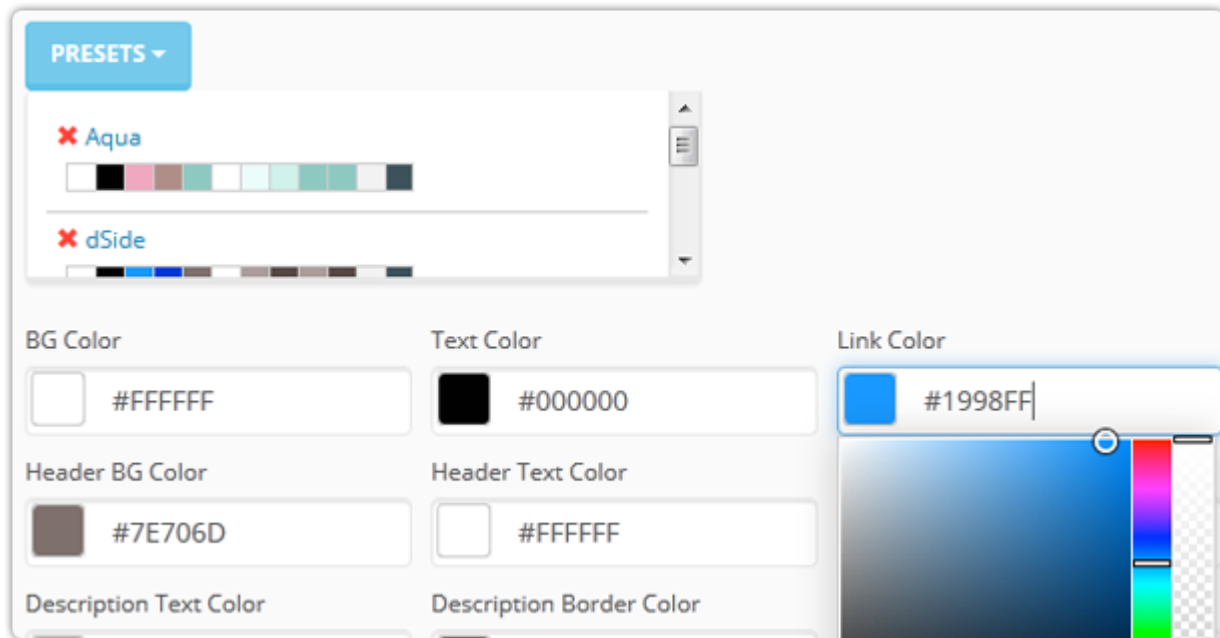 PRESETS
Aqua
dSide
BG Color
Text Color
Link Color
#FFFFFF
#000000
#1998FF
Header BG Color
Header Text Color
#7E706D
#FFFFFF
Description Text Color
Description Border Color